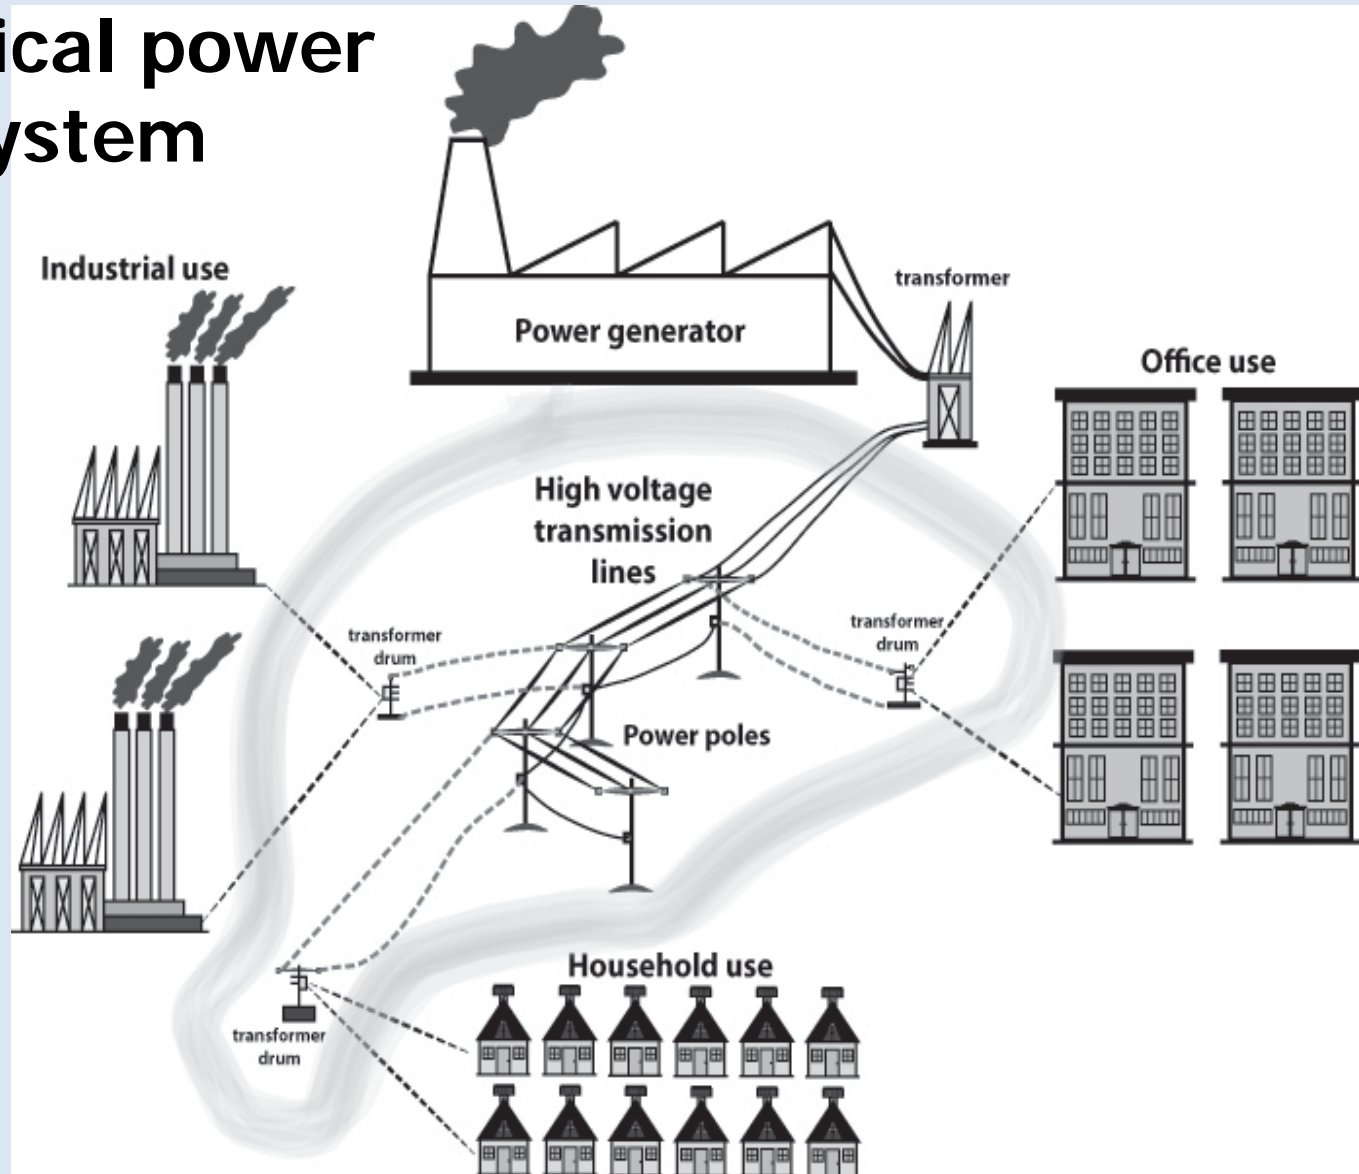 ical power
ystem
Industrial use
transformer
Power generator
Office use
High voltage
transmission
lines
transformer
drum
transformer
drum
Power poles
Household use
transformer
drum